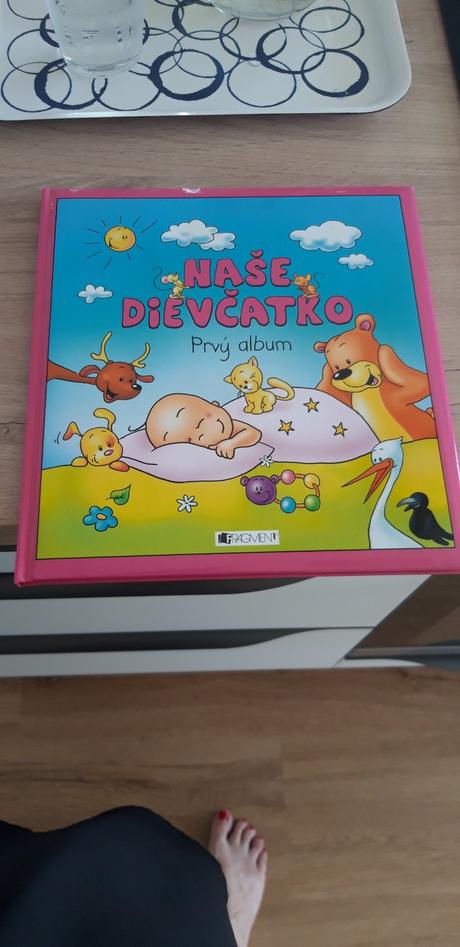 NAŠE
DiEVČATKO
Prvý album
FRAGMENT